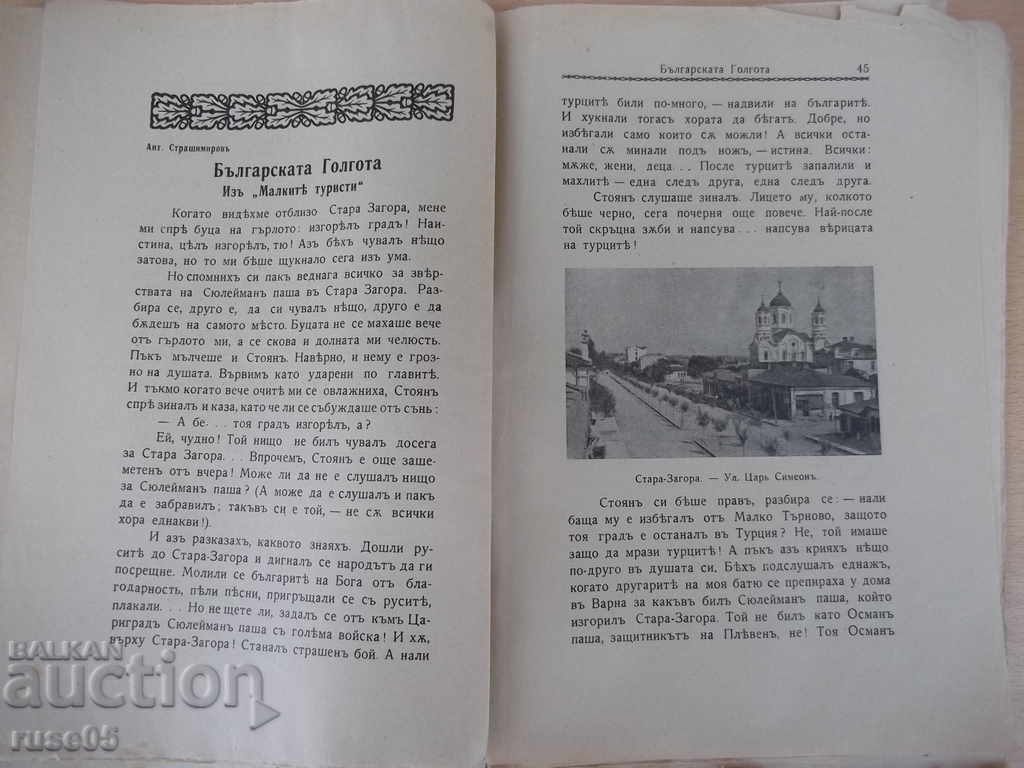 Ант. Страшимировъ
Българската Голгота
Изъ „Малкитѣ туристи“
Когато видѣхме отблизо Стара Загора, мене
ми спрѣ буца на гърлото: изгорѣлъ градъ! Наи-
стина, цѣлъ изгорѣлъ, тю! Азъ бѣхъ чувалъ нѣщо
затова, но то ми бѣше щукнало сега изъ ума.
Но спомнихъ си пакъ веднага всичко за звѣр-
ствата на Сюлейманъ паша въ Стара Загора. Раз-
бира се, друго е, да си чувалъ нѣщо, друго е да
бѫдешъ на самото мѣсто. Буцата не се махаше вече
отъ гърлото ми, а се скова и долната ми челюсть.
Пъкъ мълчеше и Стоянъ. Навѣрно, и нему е гроз-
но на душата. Вървимъ като ударени по главитѣ.
И тъкмо когато вече очитѣ ми се овлажниха, Стоянъ
спрѣ зиналъ и каза, като че ли се събуждаше отъ сънь:
— А бе. . . тоя градъ изгорѣлъ, а?
Ей, чудно! Той нищо не билъ чувалъ досега
за Стара Загора. . . Впрочемъ, Стоянъ е още заше-
метенъ отъ вчера! Може ли да не е слушалъ нищо
за Сюлейманъ паша? (А може да е слушалъ и пакъ
да е забравилъ; такъвъ си е той, — не сѫ всички
хора еднакви!).
И азъ разказахъ, каквото знаяхъ. Дошли ру-
ситѣ до Стара-Загора и дигналъ се народътъ да ги
посрещне. Молили се българитѣ на Бога отъ бла-
годарность, пѣли пѣсни, пригръщали се съ руситѣ,
плакали. . . Но не щете ли, задалъ се отъ къмъ Ца-
риградъ Сюлейманъ паша съ голѣма войска! И хѫ,
върху Стара-Загора! Станалъ страшенъ бой. А нали
Българската Голгота 45
турцитѣ били по-много, — надвили на българитѣ.
И хукнали тогасъ хората да бѣгатъ. Добре, но
избѣгали само които сѫ можли! А всички оста-
нали сѫ минали подъ ножъ, — истина. Всички:
мѫже, жени, деца. . . После турцитѣ запалили и
махлитѣ — една следъ друга, една следъ друга.
Стоянъ слушаше зиналъ. Лицето му, колкото
бѣше черно, сега почерня още повече. Най-после
той скръцна зѫби и напсува. . . напсува вѣрицата
на турцитѣ!
Стара-Загора. — Ул. Царь Симеонъ.
Стоянъ си бѣше правъ, разбира се: — нали
баща му е избѣгалъ отъ Малко Търново, защото
тоя градъ е останалъ въ Турция? Не, той имаше
защо да мрази турцитѣ! А пъкъ азъ крияхъ нѣщо
по-друго въ душата си. Бѣхъ подслушалъ еднажъ,
когато другаритѣ на моя батю се препираха у дома
въ Варна за какъвъ билъ Сюлейманъ паша, който
изгорилъ Стара-Загора. Той не билъ като Османъ
паша, защитникътъ на Плѣвенъ, не! Тоя Османъ
BALKAN
auction
ruse05